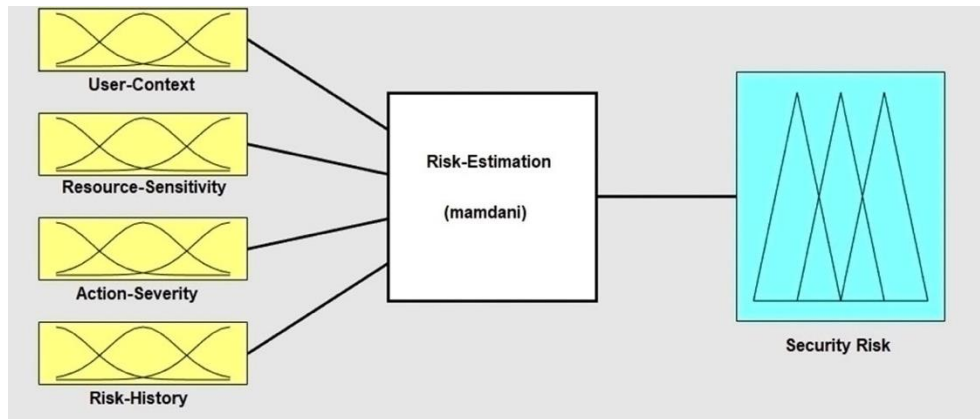 User-Context
Resource-Sensitivity
Action-Severity
Risk-History
Risk-Estimation
(mamdani)
Security Risk